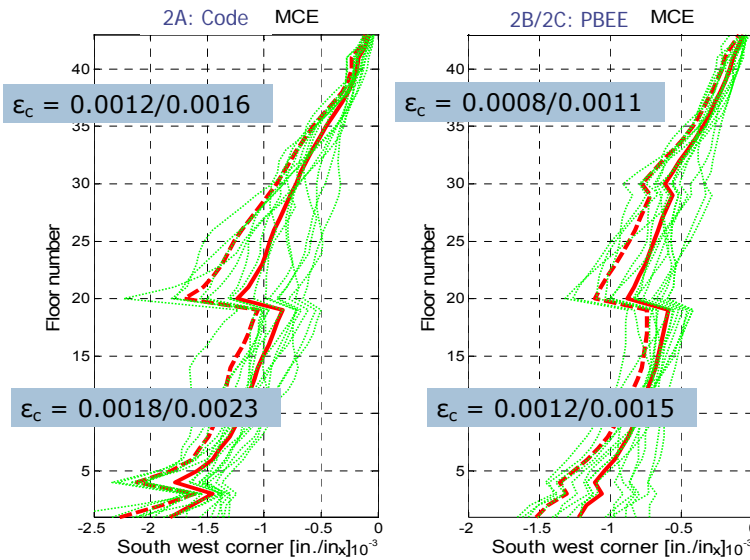 2A: Code MCE
40
εc = 0.0012/0.0016
35
30
25
20
15
εc = 0.0018/0.0023
5
Floor number
-2.5 -2 -1.5 -1 -0.5 0
South west corner [in./inx]10-3
2B/2C: PBEE MCE
40
εc = 0.0008/0.0011
35
30
25
20
15
εc = 0.0012/0.0015
5
Floor number
-2 -1.5 -1 -0.5 0
South west corner [in./inx]10-3